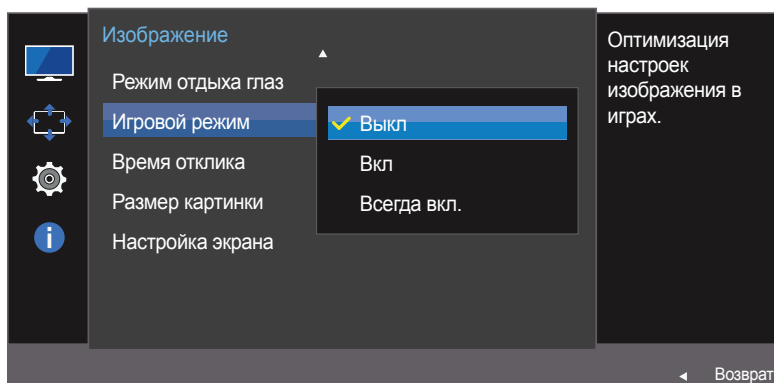 Изображение
Режим отдыха глаз
Игровой режим
Время отклика
Размер картинки
Настройка экрана
Выкл
Вкл
Всегда вкл.
Оптимизация
настроек
изображения в
играх.
i
Возврат